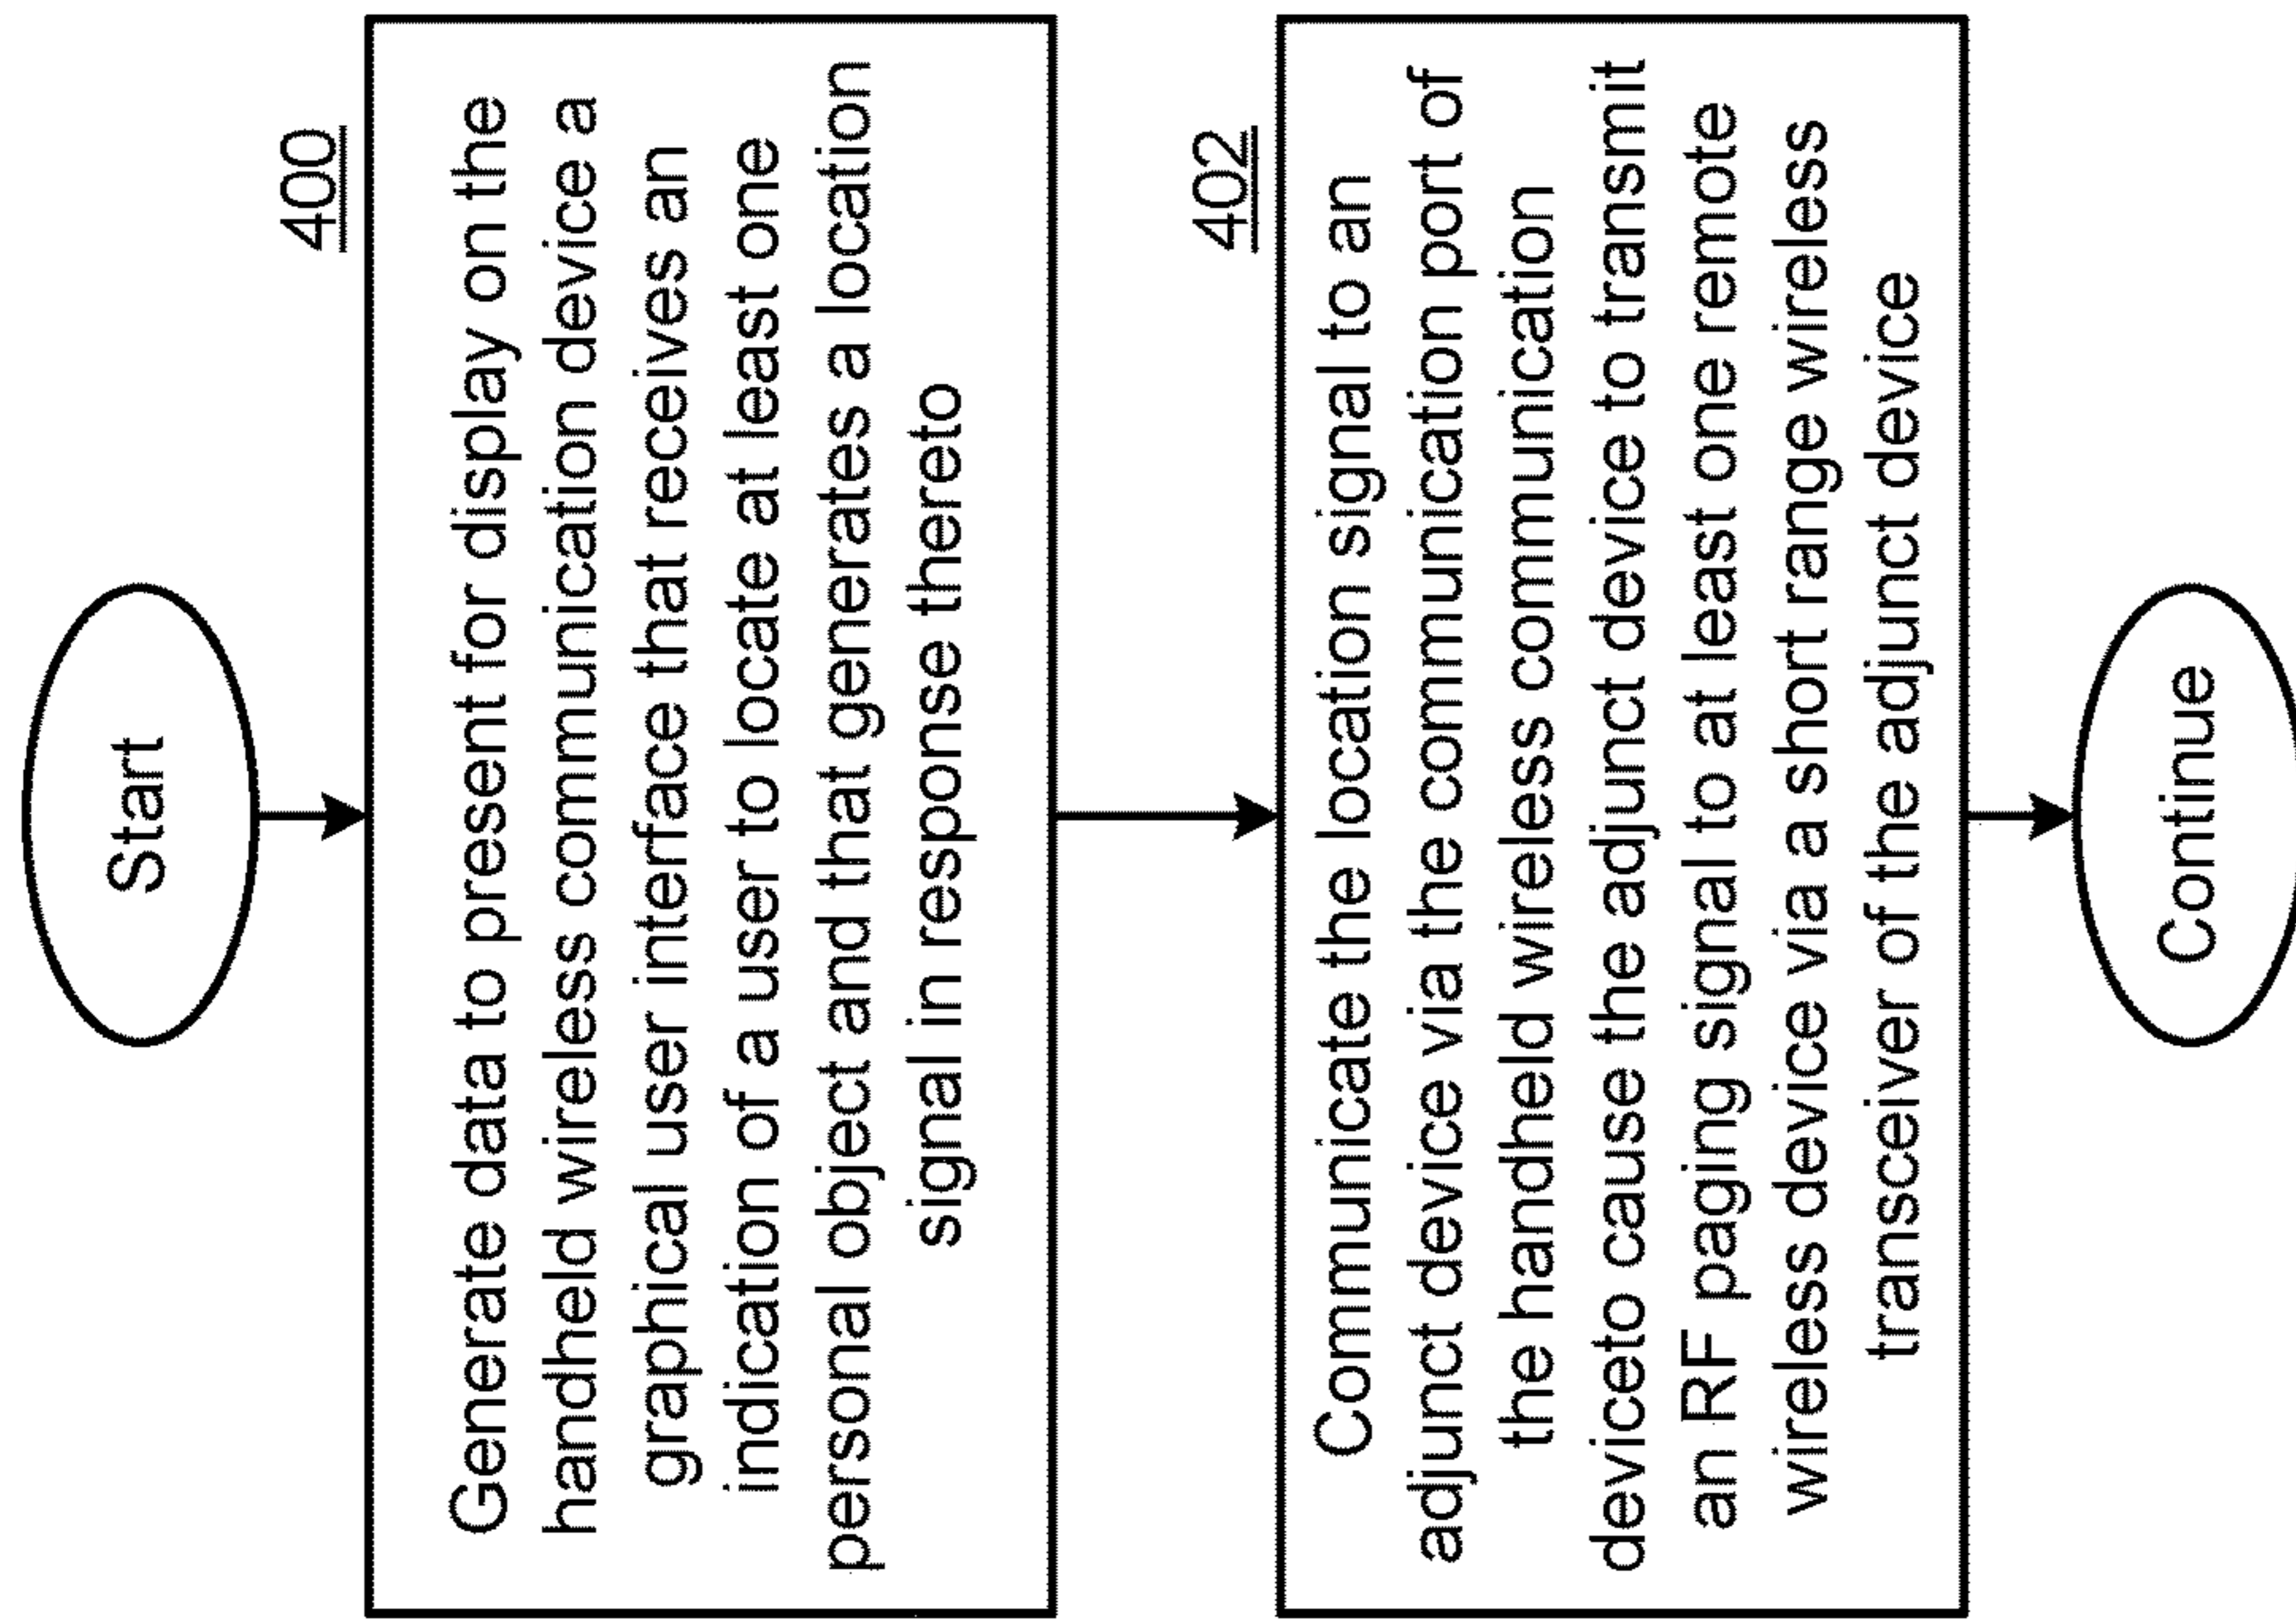 Start
400
Generate data to present for display on the
handheld wireless communication device a
graphical user interface that receives an
indication of a user to locate at least one
personal object and that generates a location
signal in response thereto
402
Communicate the location signal to an
adjunct device via the communication port of
the handheld wireless communication
deviceto cause the adjunct device to transmit
an RF paging signal to at least one remote
wireless device via a short range wireless
transceiver of the adjunct device
Continue